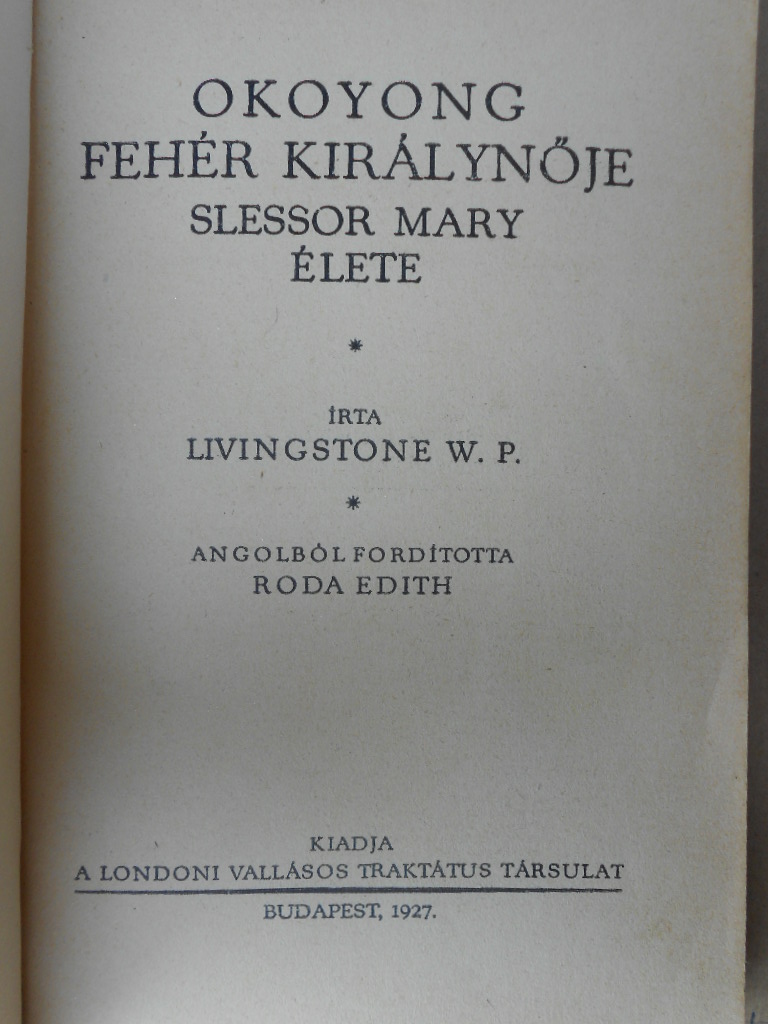 OKOYONG
FEHÉR KIRÁLYNŐJE
SLESSOR MARY
ÉLETE
*
ÍRTA
LIVINGSTONE W. P.
*
ANGOLBÓL FORDÍTOTTA
RODA EDITH
KIADJA
A LONDONI VALLÁSOS TRAKTÁTUS TÁRSULAT
BUDAPEST, 1927.